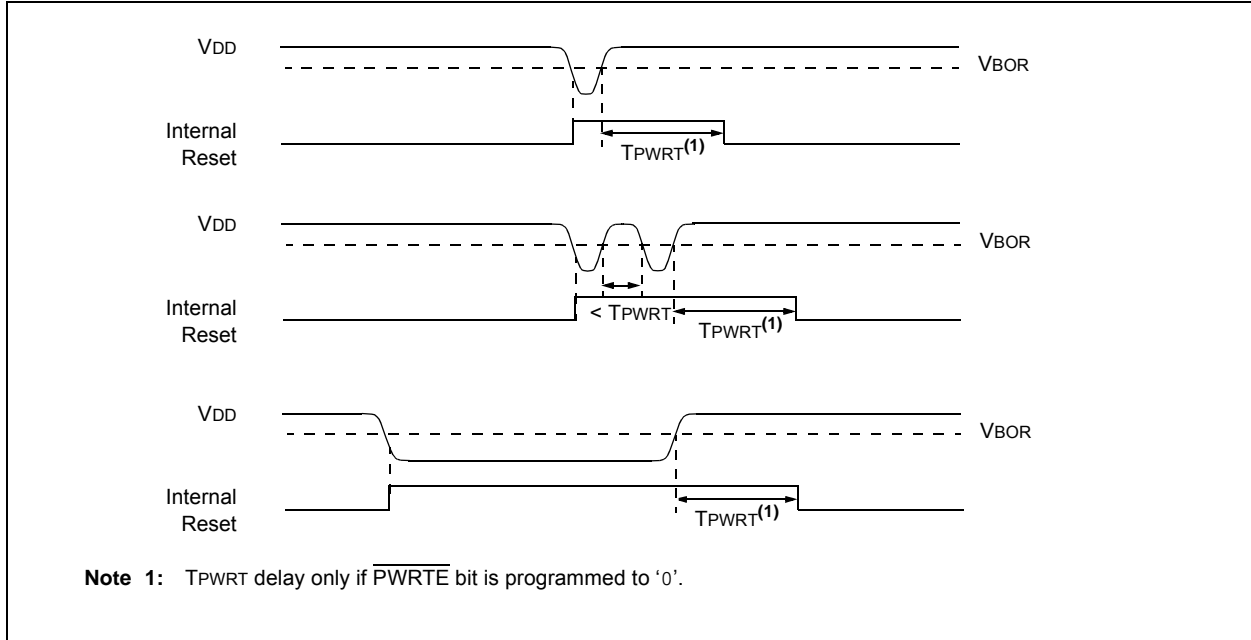 VDD
VBOR
Internal
Reset
TPWRT(1)
VDD
VBOR
Internal
Reset
< TPWRT
TPWRT(1)
VDD
VBOR
Internal
Reset
TPWRT(1)
Note 1: TPWRT delay only if P̅W̅R̅T̅E̅ bit is programmed to ‘0’.